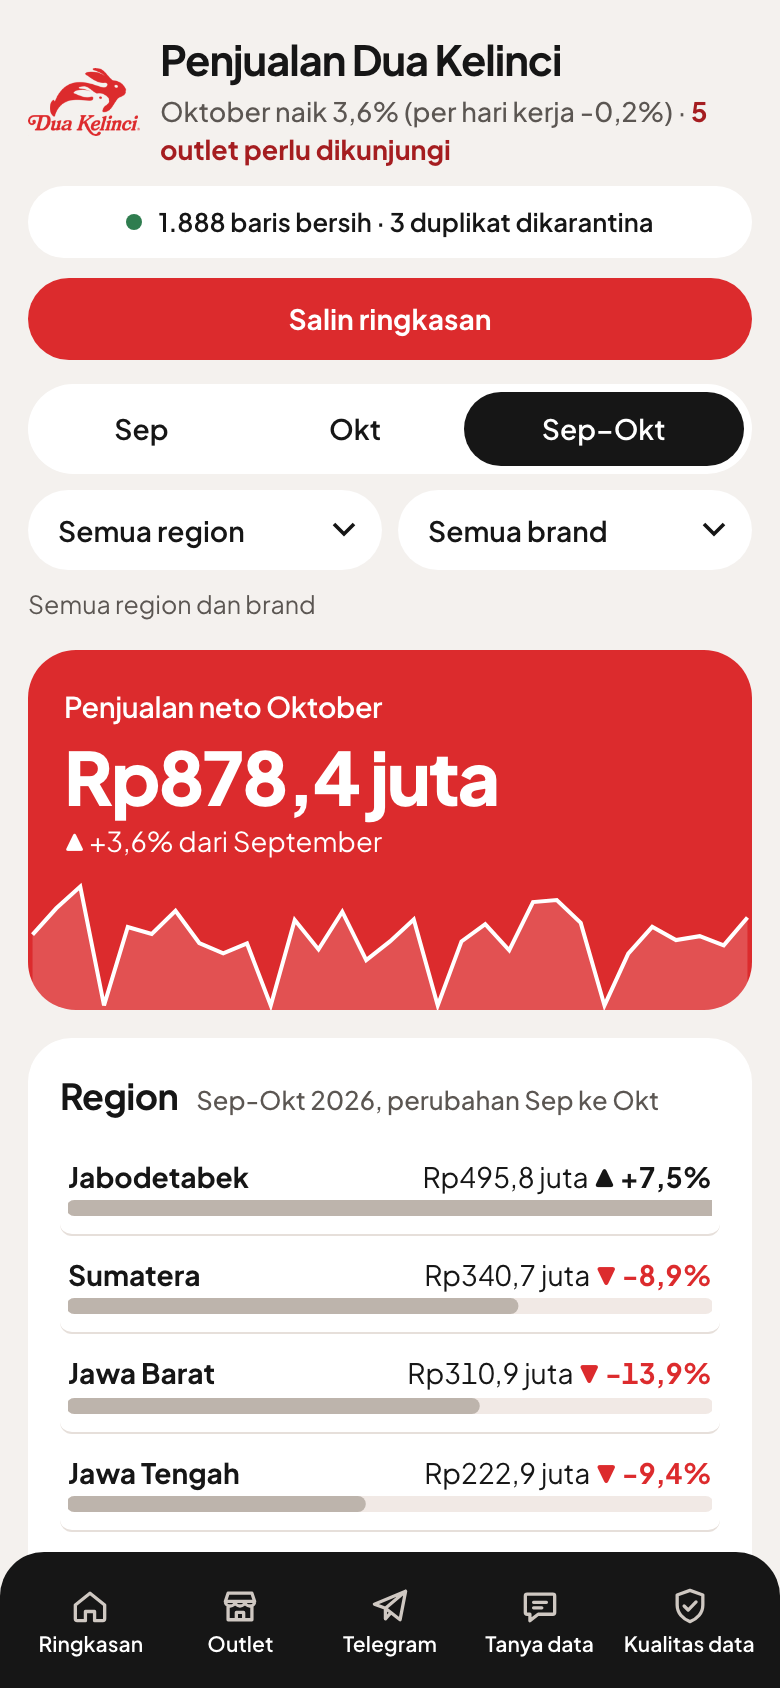 Dua Kelinci
Penjualan Dua Kelinci
Oktober naik 3,6% (per hari kerja -0,2%) · 5
outlet perlu dikunjungi
1.888 baris bersih · 3 duplikat dikarantina
Salin ringkasan
Sep Okt Sep–Okt
Semua region Semua brand
Semua region dan brand
Penjualan neto Oktober
Rp878,4 juta
▲ +3,6% dari September
Region Sep-Okt 2026, perubahan Sep ke Okt
Jabodetabek Rp495,8 juta ▲ +7,5%
Sumatera Rp340,7 juta ▼ -8,9%
Jawa Barat Rp310,9 juta ▼ -13,9%
Jawa Tengah Rp222,9 juta ▼ -9,4%
Ringkasan Outlet Telegram Tanya data Kualitas data